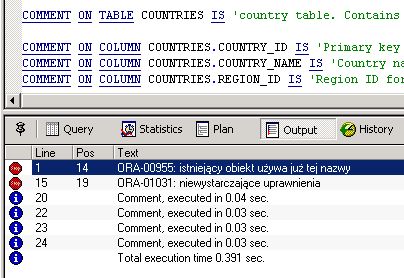 COMMENT ON TABLE COUNTRIES IS 'country table. Contains
COMMENT ON COLUMN COUNTRIES.COUNTRY_ID IS 'Primary key
COMMENT ON COLUMN COUNTRIES.COUNTRY_NAME IS 'Country na
COMMENT ON COLUMN COUNTRIES.REGION_ID IS 'Region ID for
Query Statistics Plan Output History
Line Pos Text
1 14 ORA-00955: istniejący obiekt używa już tej nazwy
15 19 ORA-01031: niewystarczające uprawnienia
20 Comment, executed in 0.04 sec.
22 Comment, executed in 0.03 sec.
23 Comment, executed in 0.03 sec.
24 Comment, executed in 0.03 sec.
Total execution time 0.391 sec.